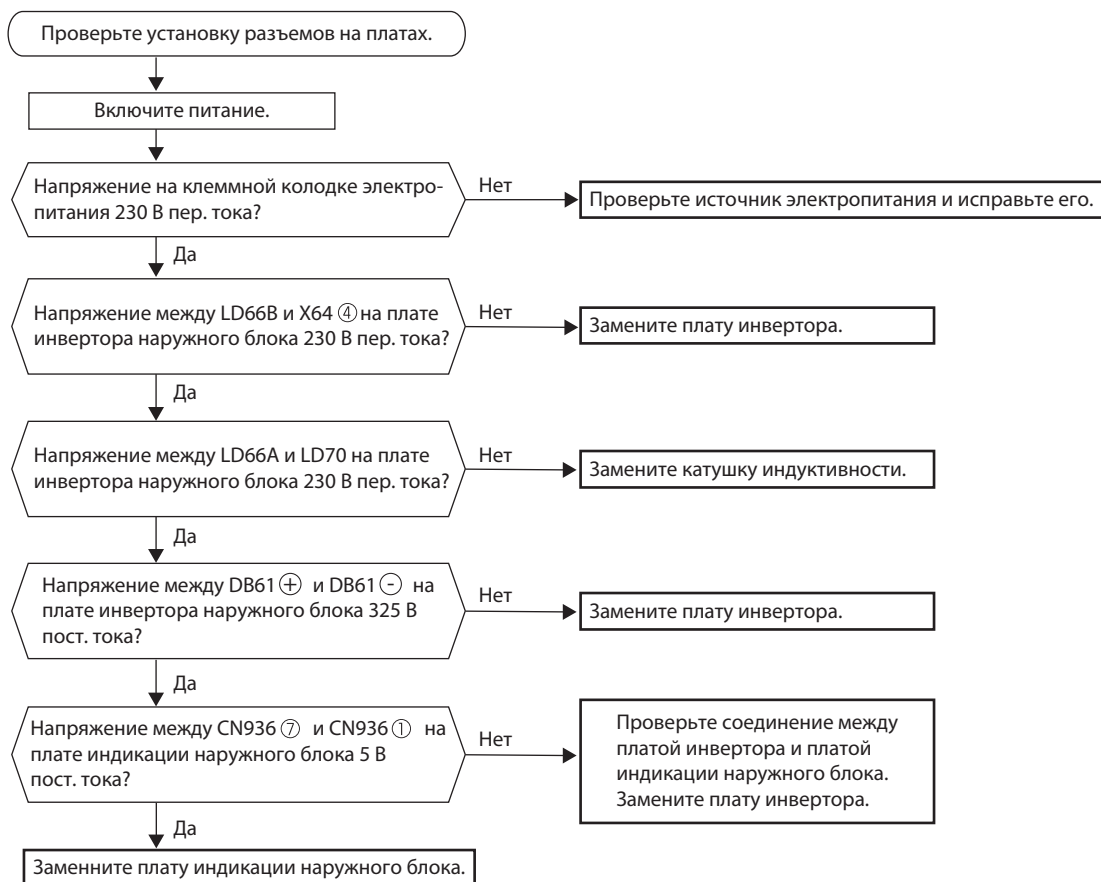 Проверьте установку разъемов на платах.
Включите питание.
Напряжение на клеммной колодке электро-
питания 230 В пер. тока?
Нет
Проверьте источник электропитания и исправьте его.
Да
Напряжение между LD66B и X64 ④ на плате
инвертора наружного блока 230 В пер. тока?
Нет
Замените плату инвертора.
Да
Напряжение между LD66A и LD70 на плате
инвертора наружного блока 230 В пер. тока?
Нет
Замените катушку индуктивности.
Да
Напряжение между DB61 ⊕ и DB61 ⊖ на
плате инвертора наружного блока 325 В
пост. тока?
Нет
Замените плату инвертора.
Да
Напряжение между CN936 ⑦ и CN936 ① на
плате индикации наружного блока 5 В
пост. тока?
Нет
Проверьте соединение между
платой инвертора и платой
индикации наружного блока.
Замените плату инвертора.
Да
Заменните плату индикации наружного блока.